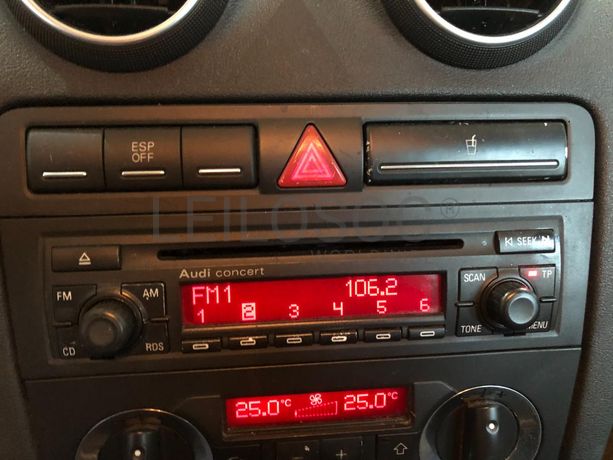 ESP
OFF
LEILOSOC®
SEEK
Audi concert
SCAN
TP
FM
AM
FM1 106.2
1 2 3 4 5 6
CD
RDS
TONE
MENU
25.0°C 25.0°C